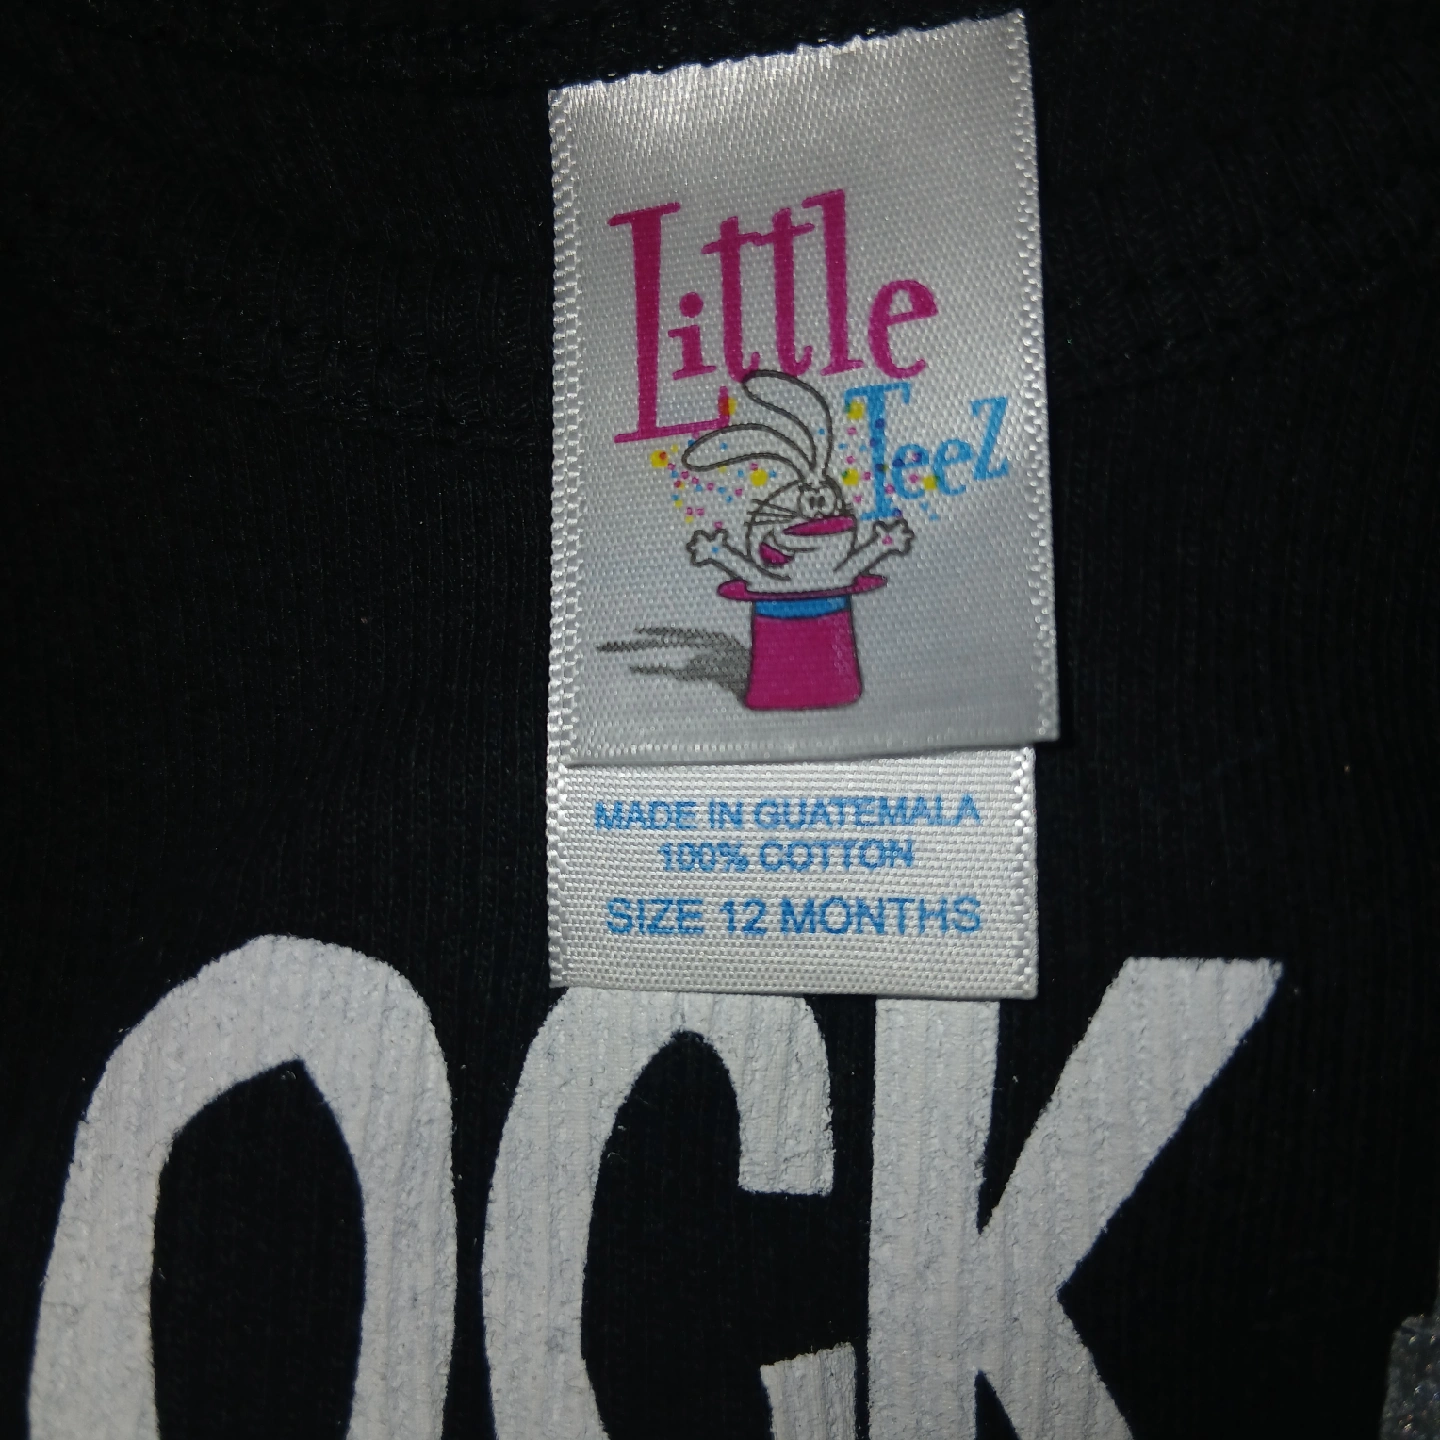 Little
TeeZ
MADE IN GUATEMALA
100% COTTON
SIZE 12 MONTHS
OCK